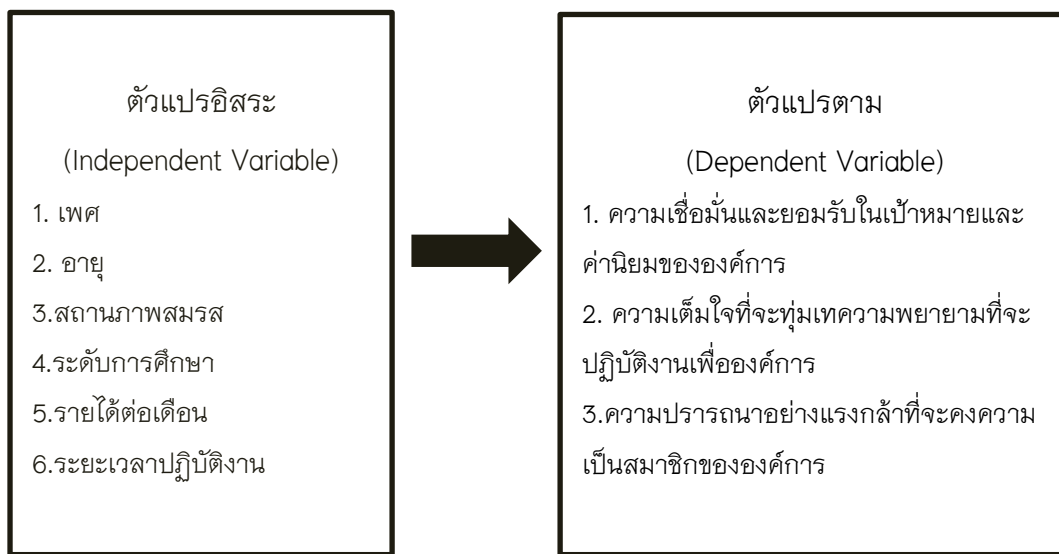 ตัวแปรอิสระ
(Independent Variable)
1. เพศ
2. อายุ
3.สถานภาพสมรส
4.ระดับการศึกษา
5.รายได้ต่อเดือน
6.ระยะเวลาปฏิบัติงาน
ตัวแปรตาม
(Dependent Variable)
1. ความเชื่อมั่นและยอมรับในเป้าหมายและ
ค่านิยมขององค์การ
2. ความเต็มใจที่จะทุ่มเทความพยายามที่จะ
ปฏิบัติงานเพื่อองค์การ
3.ความปรารถนาอย่างแรงกล้าที่จะคงความ
เป็นสมาชิกขององค์การ